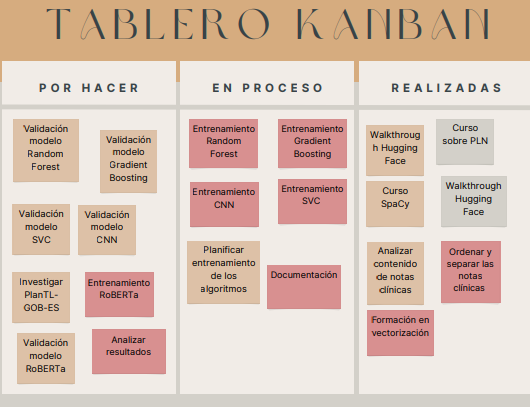 TABLERO KANBAN
POR HACER
EN PROCESO
REALIZADAS
Validación
modelo
Random
Forest
Validación
modelo
Gradient
Boosting
Validación
modelo
SVC
Validación
modelo
CNN
Investigar
PlanTL-
GOB-ES
Entrenamiento
RoBERTa
Validación
modelo
RoBERTa
Analizar
resultados
Entrenamiento
Random
Forest
Entrenamiento
Gradient
Boosting
Entrenamiento
CNN
Entrenamiento
SVC
Planificar
entrenamiento
de los
algoritmos
Documentación
Walkthroug
h Hugging
Face
Curso
sobre PLN
Curso
SpaCy
Walkthrough
Hugging
Face
Analizar
contenido
de notas
clínicas
Ordenar y
separar las
notas
clínicas
Formación en
vectorización